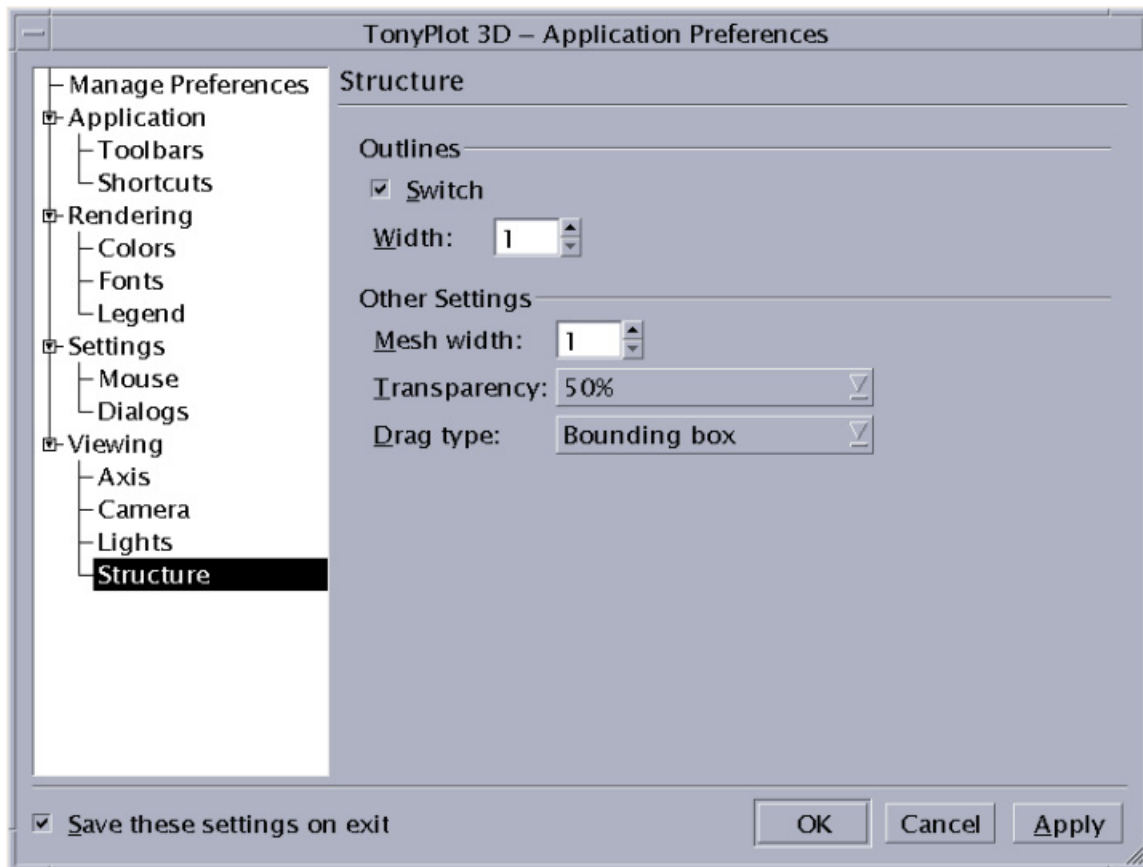 TonyPlot 3D – Application Preferences
Manage Preferences
Application
Toolbars
Shortcuts
Rendering
Colors
Fonts
Legend
Settings
Mouse
Dialogs
Viewing
Axis
Camera
Lights
Structure
Structure
Outlines
Switch
Width: 1
Other Settings
Mesh width: 1
Transparency: 50%
Drag type: Bounding box
Save these settings on exit
OK Cancel Apply